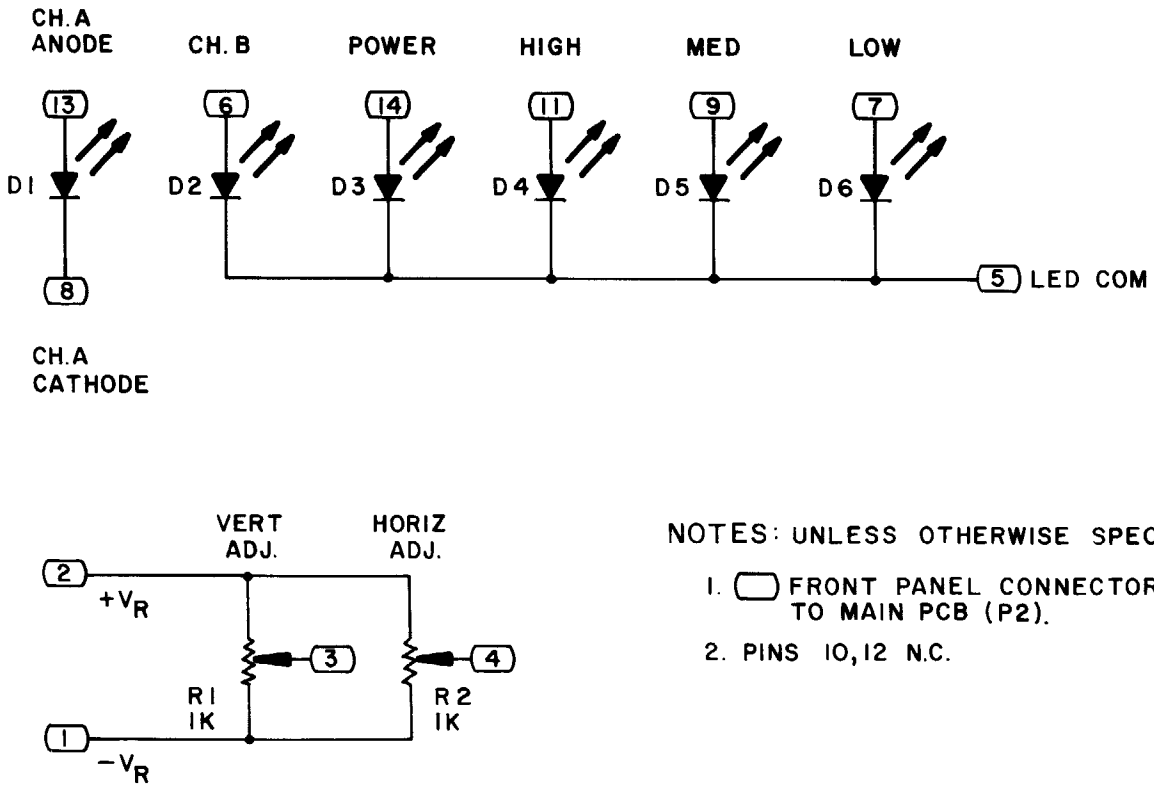 CH. A
ANODE
CH. B
POWER
HIGH
MED
LOW
13
6
14
11
9
7
D1
D2
D3
D4
D5
D6
8
5
LED COM
CH. A
CATHODE
VERT
ADJ.
HORIZ
ADJ.
2
+VR
3
4
R1
1K
R2
1K
1
-VR
NOTES: UNLESS OTHERWISE SPEC
1. FRONT PANEL CONNECTOR
TO MAIN PCB (P2).
2. PINS 10,12 N.C.